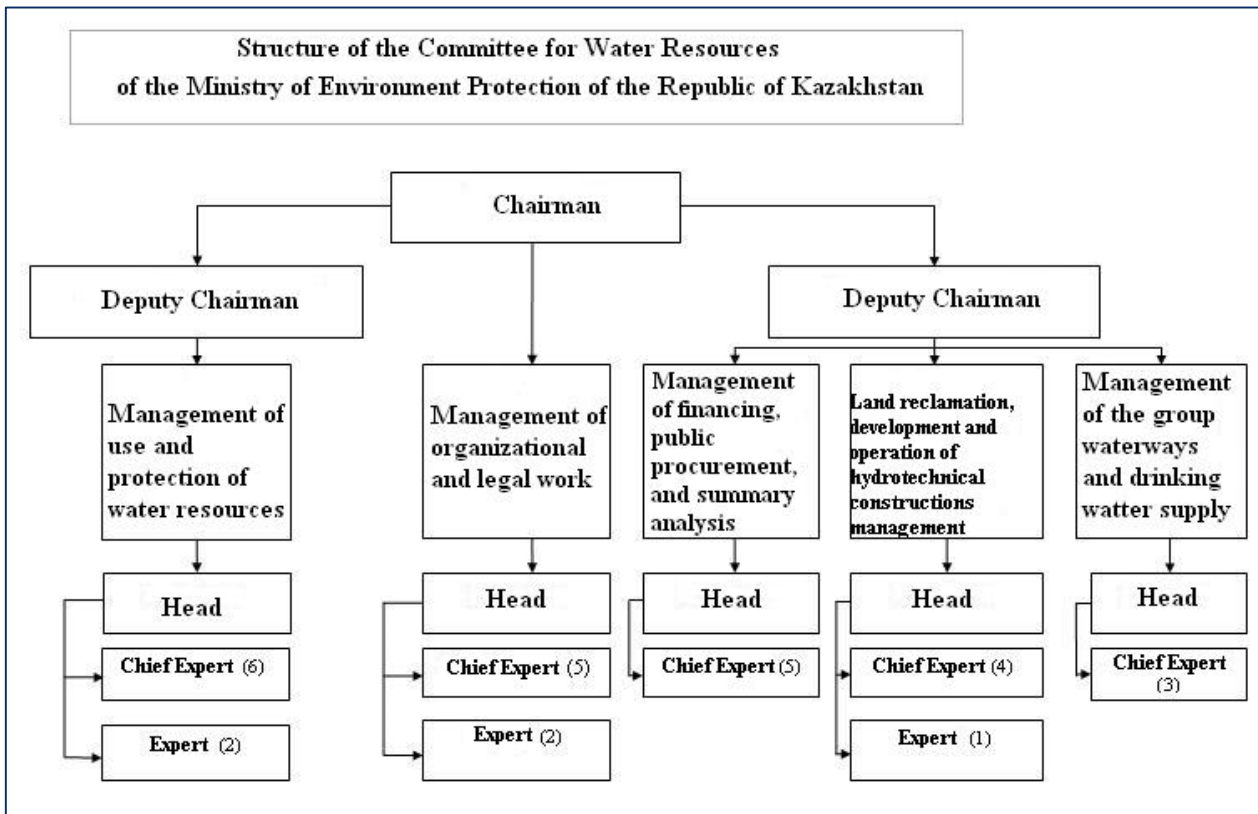 Structure of the Committee for Water Resources
of the Ministry of Environment Protection of the Republic of Kazakhstan
Chairman
Deputy Chairman
Deputy Chairman
Management of
use and
protection of
water resources
Management of
organizational
and legal work
Management
of financing,
public
procurement,
and summary
analysis
Land reclamation,
development and
operation of
hydrotechnical
constructions
management
Management
of the group
waterways
and drinking
watter supply
Head
Head
Head
Head
Head
Chief Expert (6)
Chief Expert (5)
Chief Expert (5)
Chief Expert (4)
Chief Expert
(3)
Expert (2)
Expert (2)
Expert (1)